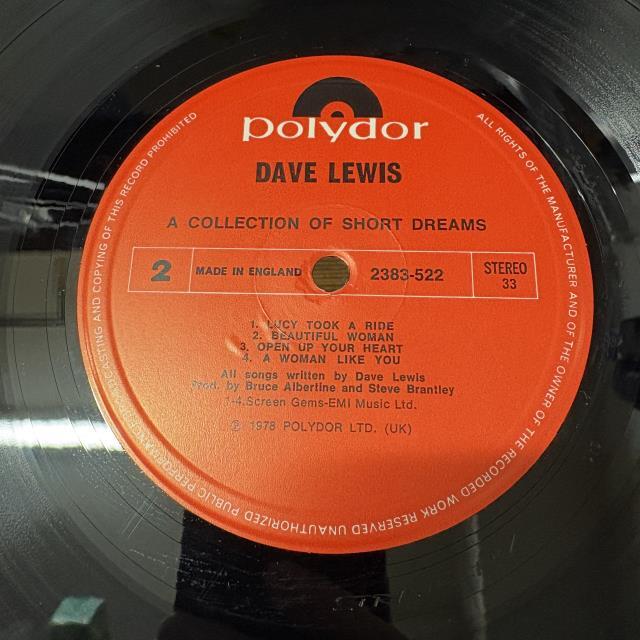 polydor
DAVE LEWIS
A COLLECTION OF SHORT DREAMS
2
MADE IN ENGLAND
2383-522
STEREO
33
1. LUCY TOOK A RIDE
2. BEAUTIFUL WOMAN
3. OPEN UP YOUR HEART
4. A WOMAN LIKE YOU
All songs written by Dave Lewis
Prod. by Bruce Albertine and Steve Brantley
1-4.Screen Gems-EMI Music Ltd.
℗ 1978 POLYDOR LTD. (UK)
ALL RIGHTS OF THE MANUFACTURER AND OF THE OWNER OF THE RECORDED WORK RESERVED UNAUTHORIZED PUBLIC PERFORMANCE BROADCASTING AND COPYING OF THIS RECORD PROHIBITED